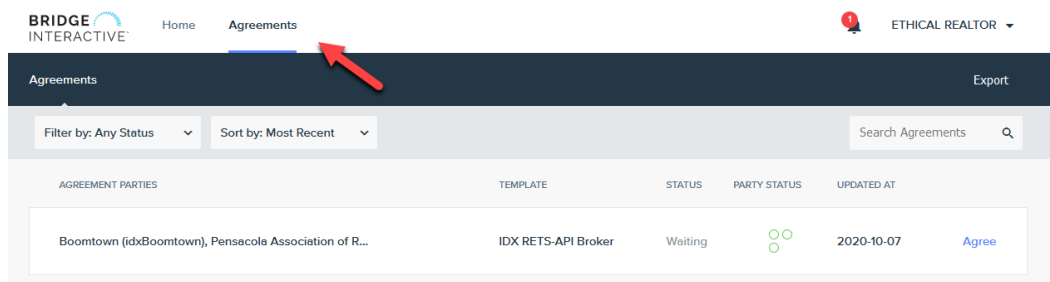 BRIDGE
INTERACTIVE
Home
Agreements
1
ETHICAL REALTOR
Agreements
Export
Filter by: Any Status
Sort by: Most Recent
Search Agreements
AGREEMENT PARTIES
TEMPLATE
STATUS
PARTY STATUS
UPDATED AT
Boomtown (idxBoomtown), Pensacola Association of R...
IDX RETS-API Broker
Waiting
2020-10-07
Agree